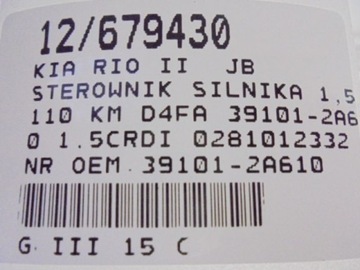 12/679430
KIA RIO II JB
STEROWNIK SILNIKA 1,5
110 KM D4FA 39101-2A6
0 1.5CRDI 0281012332
NR OEM 39101-2A610
G III 15 C